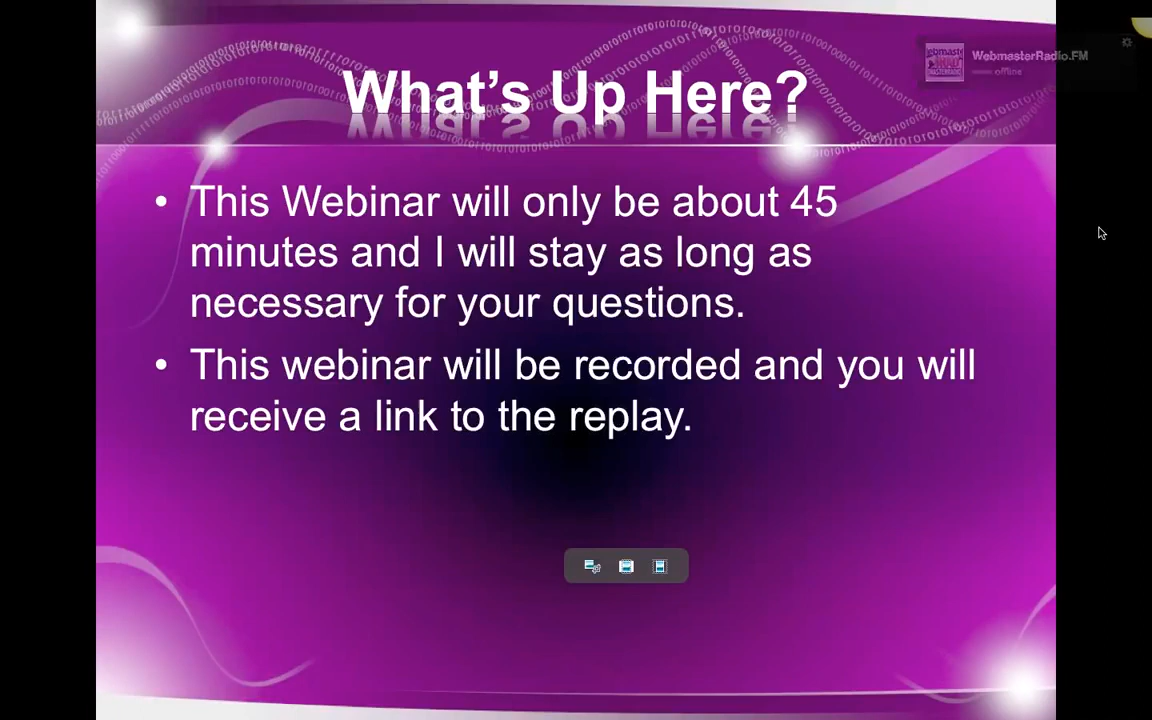 What's Up Here?
WebmasterRadio.FM
offline
• This Webinar will only be about 45
minutes and I will stay as long as
necessary for your questions.
• This webinar will be recorded and you will
receive a link to the replay.